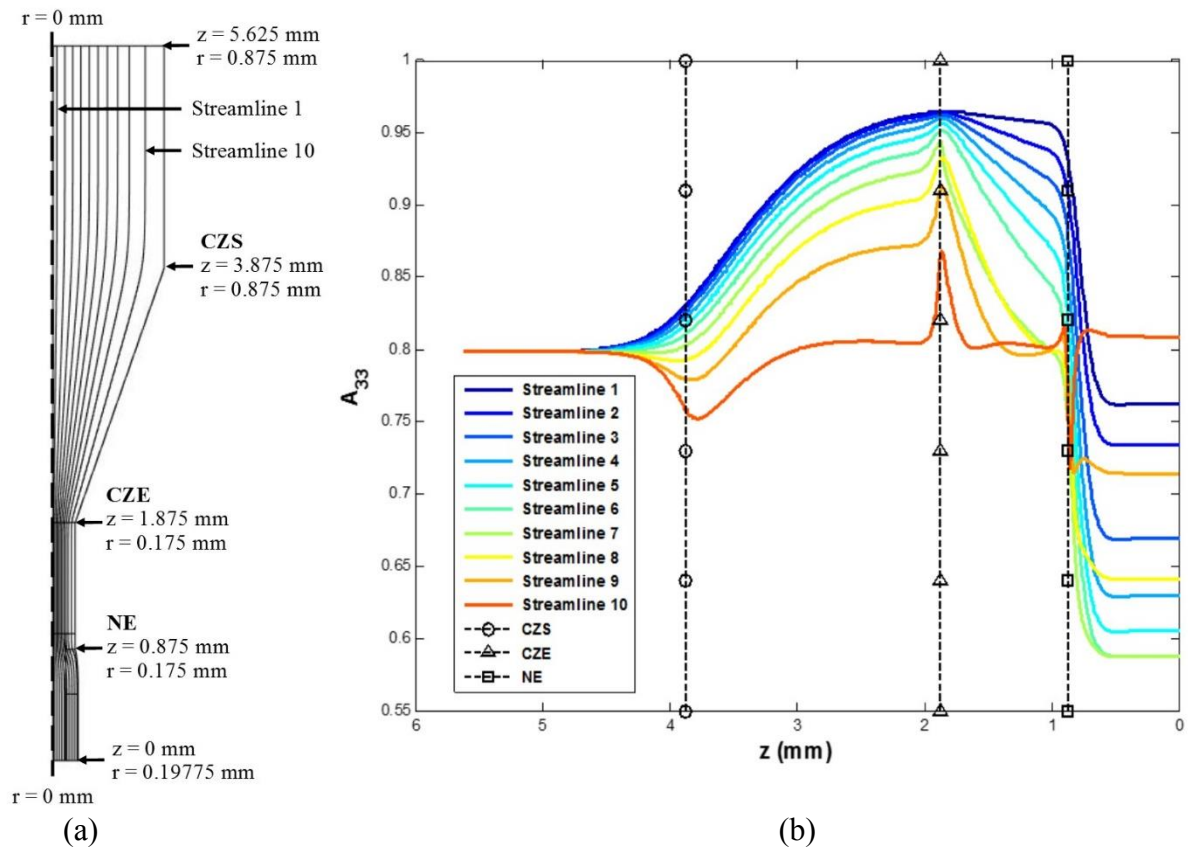 r = 0 mm
z = 5.625 mm
r = 0.875 mm
Streamline 1
Streamline 10
CZS
z = 3.875 mm
r = 0.875 mm
CZE
z = 1.875 mm
r = 0.175 mm
NE
z = 0.875 mm
r = 0.175 mm
z = 0 mm
r = 0.19775 mm
r = 0 mm
(a)
1
0.95
0.9
0.85
0.8
0.75
0.7
0.65
0.6
0.55
A33
Streamline 1
Streamline 2
Streamline 3
Streamline 4
Streamline 5
Streamline 6
Streamline 7
Streamline 8
Streamline 9
Streamline 10
CZS
CZE
NE
6 5 4 3 2 1 0
z (mm)
(b)